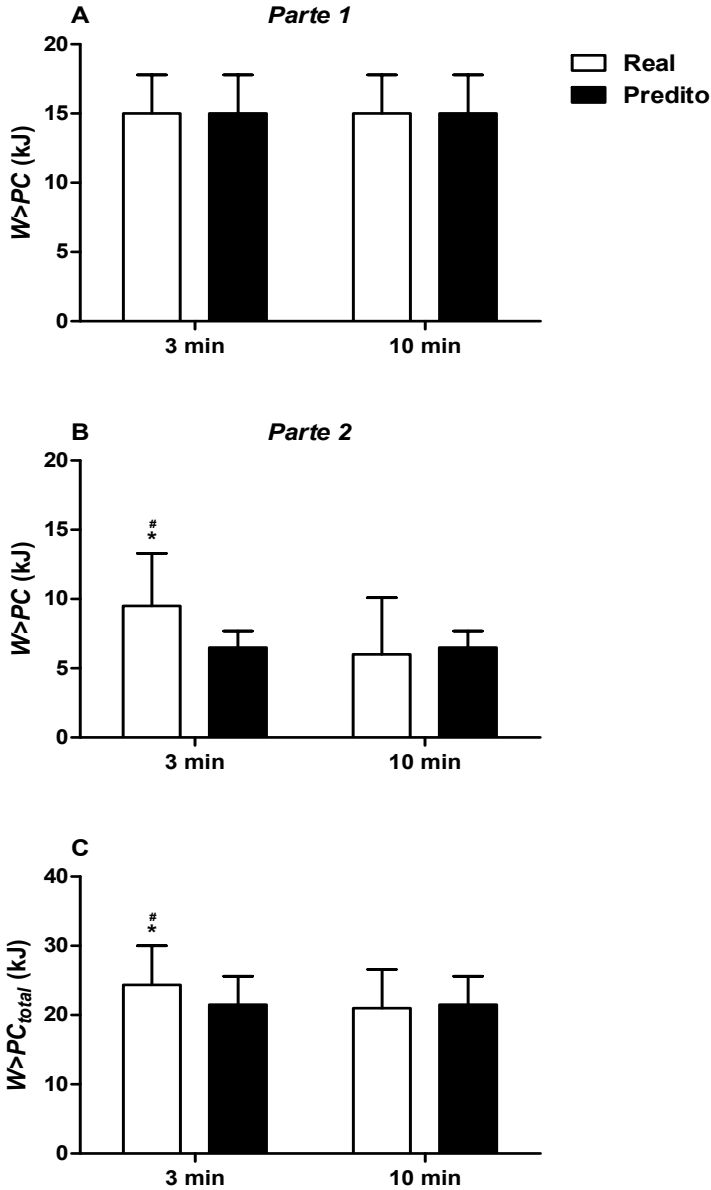 A
Parte 1
Real
Predito
W>PC (kJ)
20
15
10
5
0
3 min
10 min
B
Parte 2
W>PC (kJ)
20
15
10
5
0
#
*
3 min
10 min
C
W>PCtotal (kJ)
40
30
20
10
0
#
*
3 min
10 min